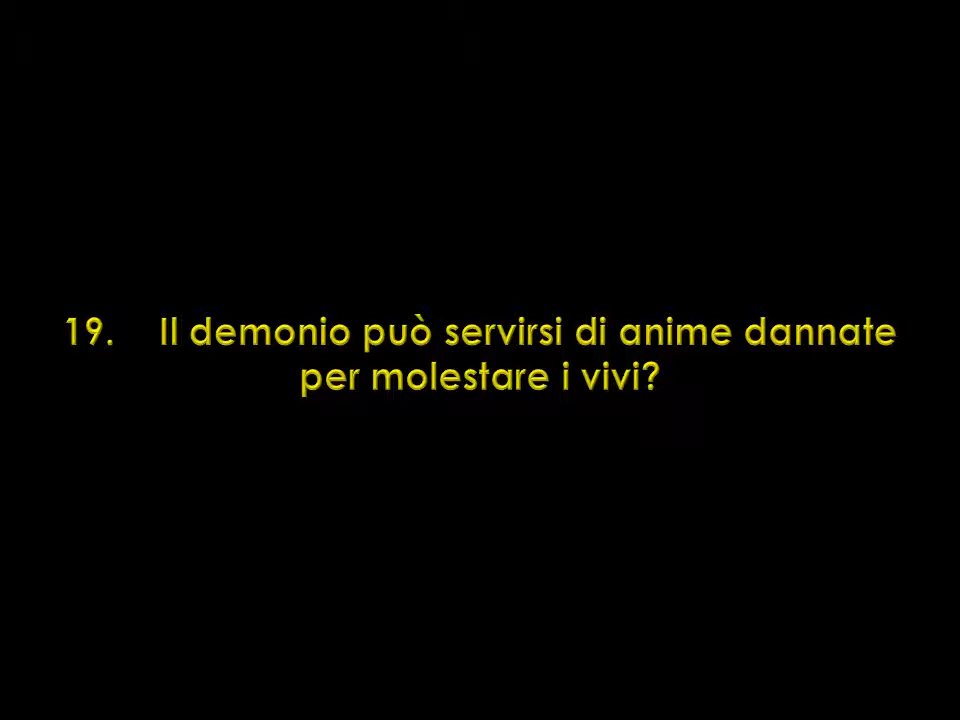 19. Il demonio può servirsi di anime dannate
per molestare i vivi?